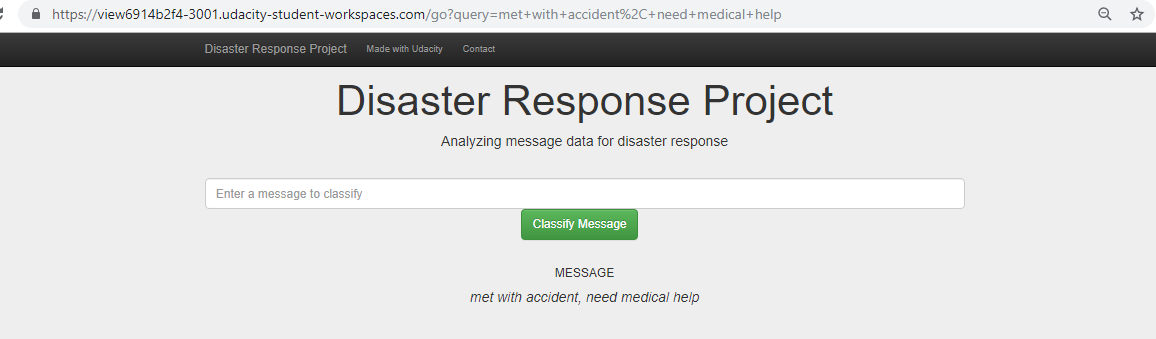 https://view6914b2f4-3001.udacity-student-workspaces.com/go?query=met+with+accident%2C+need+medical+help
Disaster Response Project Made with Udacity Contact
Disaster Response Project
Analyzing message data for disaster response
Enter a message to classify
Classify Message
MESSAGE
met with accident, need medical help